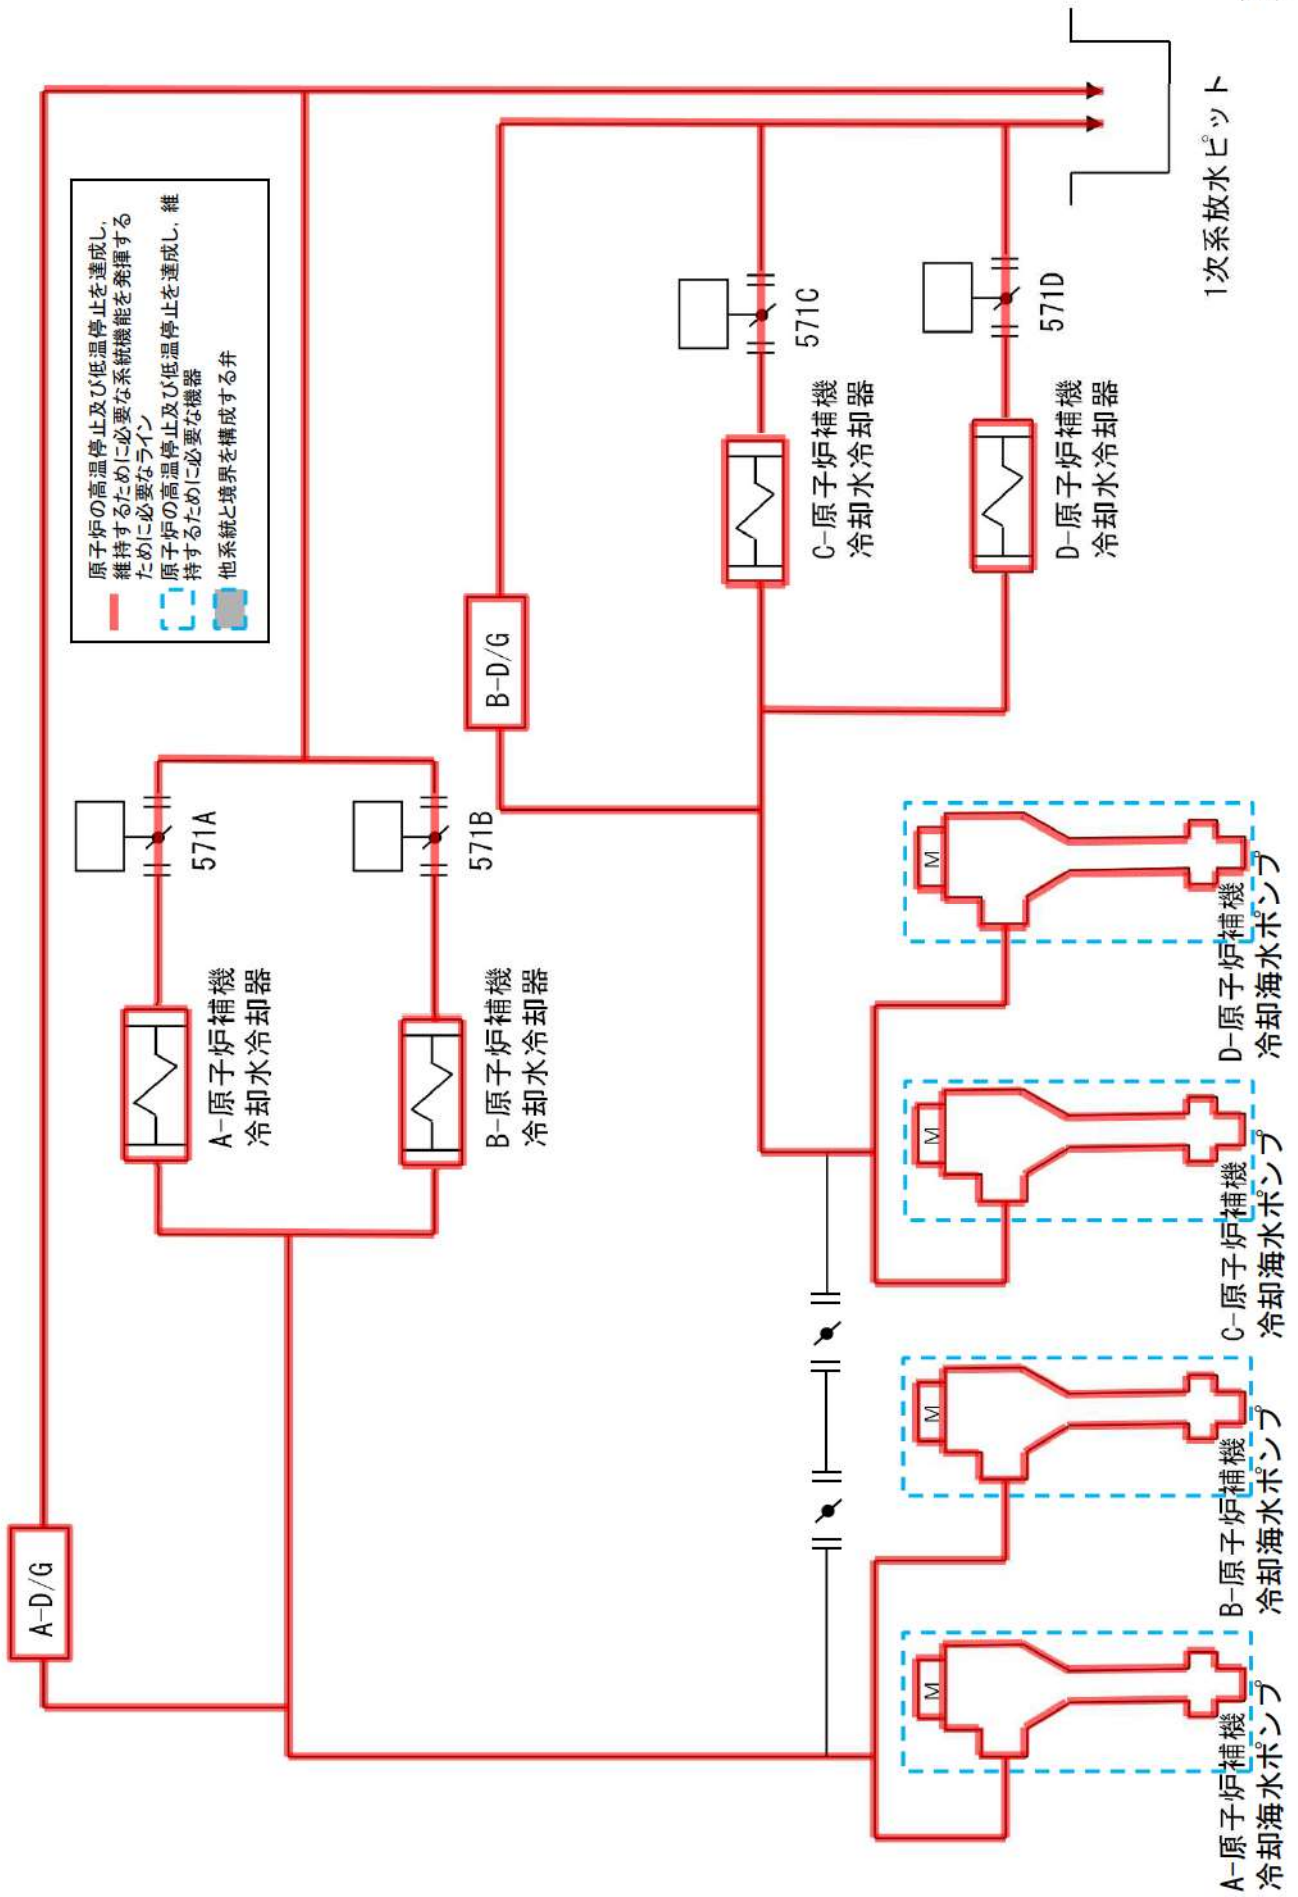 原子炉の高温停止及び低温停止を達成し,
維持するために必要な系統機能を発揮する
ために必要なライン
原子炉の高温停止及び低温停止を達成し, 維
持するために必要な機器
他系統と境界を構成する弁
A-D/G
571A
A-原子炉補機
冷却水冷却器
571B
B-原子炉補機
冷却水冷却器
B-D/G
571C
C-原子炉補機
冷却水冷却器
571D
D-原子炉補機
冷却水冷却器
M
A-原子炉補機
冷却海水ポンプ
M
B-原子炉補機
冷却海水ポンプ
M
C-原子炉補機
冷却海水ポンプ
M
D-原子炉補機
冷却海水ポンプ
1次系放水ピット